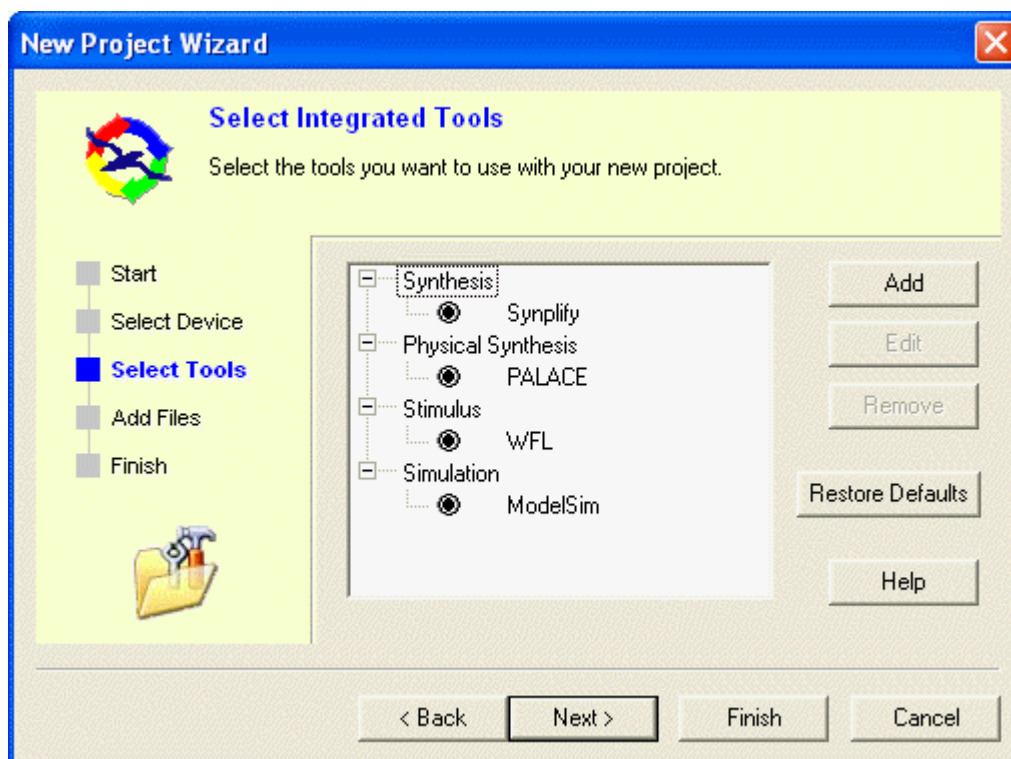 New Project Wizard
Select Integrated Tools
Select the tools you want to use with your new project.
Start
Select Device
Select Tools
Add Files
Finish
Synthesis
Synplify
Physical Synthesis
PALACE
Stimulus
WFL
Simulation
ModelSim
Add
Edit
Remove
Restore Defaults
Help
< Back
Next >
Finish
Cancel